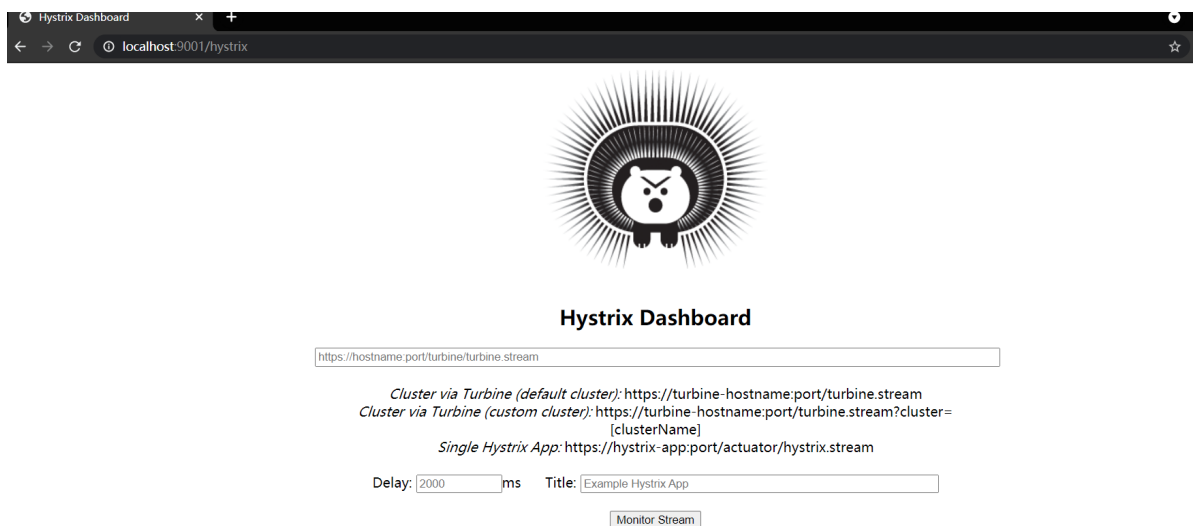 Hystrix Dashboard
localhost:9001/hystrix
Hystrix Dashboard
https://hostname:port/turbine/turbine.stream
Cluster via Turbine (default cluster): https://turbine-hostname:port/turbine.stream
Cluster via Turbine (custom cluster): https://turbine-hostname:port/turbine.stream?cluster=
[clusterName]
Single Hystrix App: https://hystrix-app:port/actuator/hystrix.stream
Delay: 2000 ms Title: Example Hystrix App
Monitor Stream